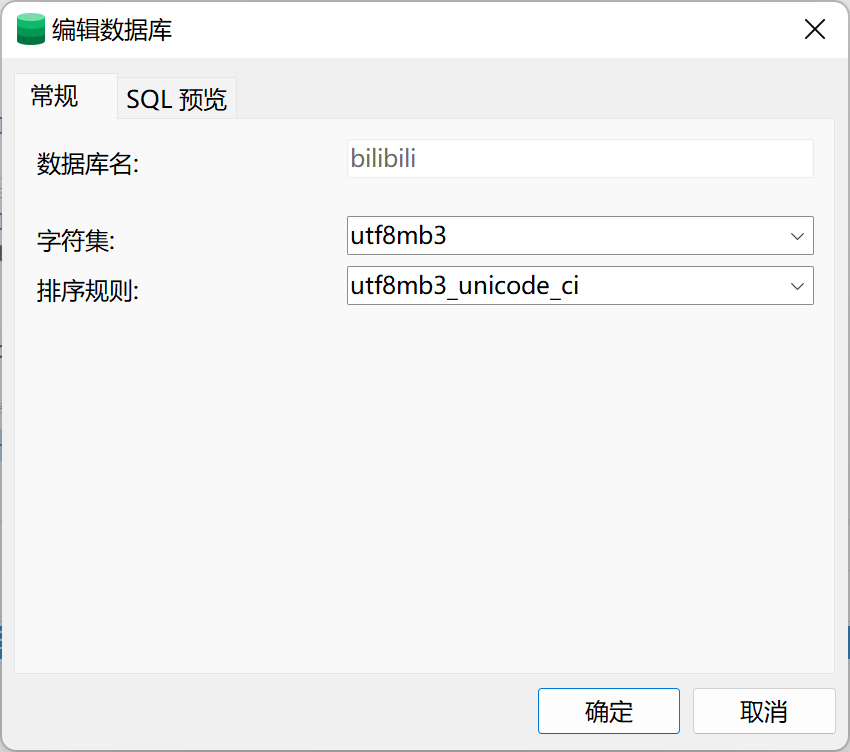 编辑数据库
常规
SQL 预览
数据库名:
bilibili
字符集:
utf8mb3
排序规则:
utf8mb3_unicode_ci
确定
取消